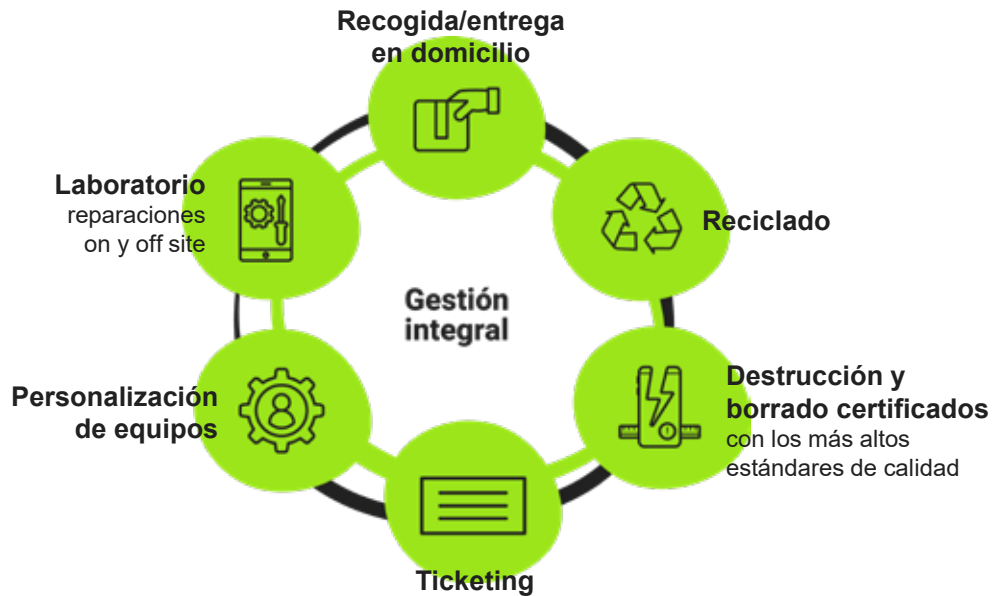 Recogida/entrega
en domicilio
Laboratorio
reparaciones
on y off site
Reciclado
Gestión
integral
Personalización
de equipos
Destrucción y
borrado certificados
con los más altos
estándares de calidad
Ticketing